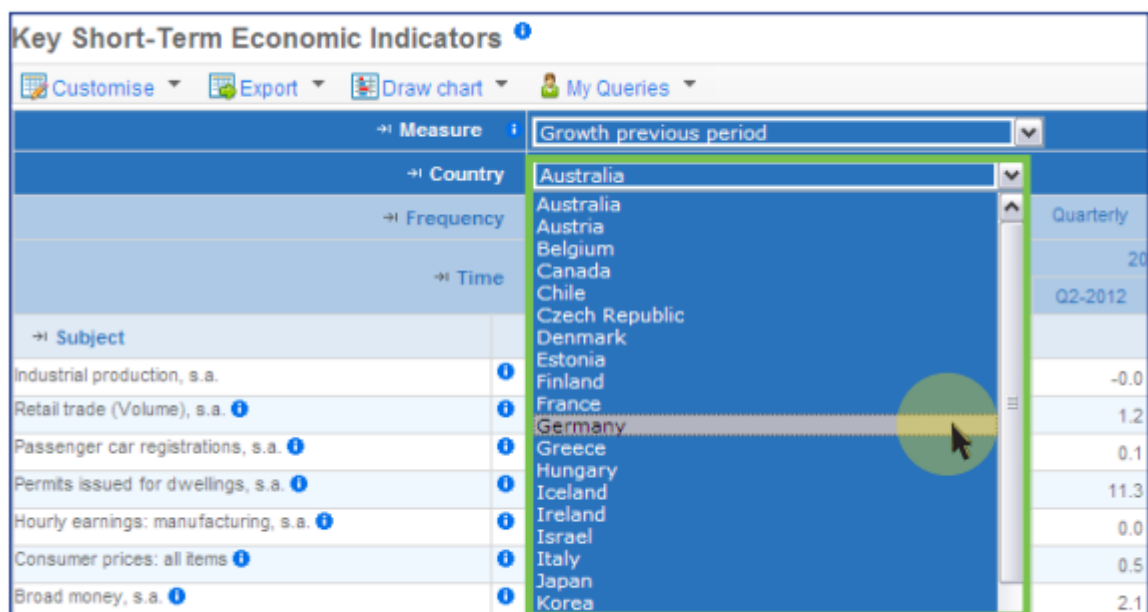 Key Short-Term Economic Indicators
Customise Export Draw chart My Queries
Measure Growth previous period
Country Australia
Frequency
Time
Subject
Industrial production, s.a.
Retail trade (Volume), s.a.
Passenger car registrations, s.a.
Permits issued for dwellings, s.a.
Hourly earnings: manufacturing, s.a.
Consumer prices: all items
Broad money, s.a.
Australia
Austria
Belgium
Canada
Chile
Czech Republic
Denmark
Estonia
Finland
France
Germany
Greece
Hungary
Iceland
Ireland
Israel
Italy
Japan
Korea
Quarterly
20
Q2-2012
-0.0
1.2
0.1
11.3
0.0
0.5
2.1